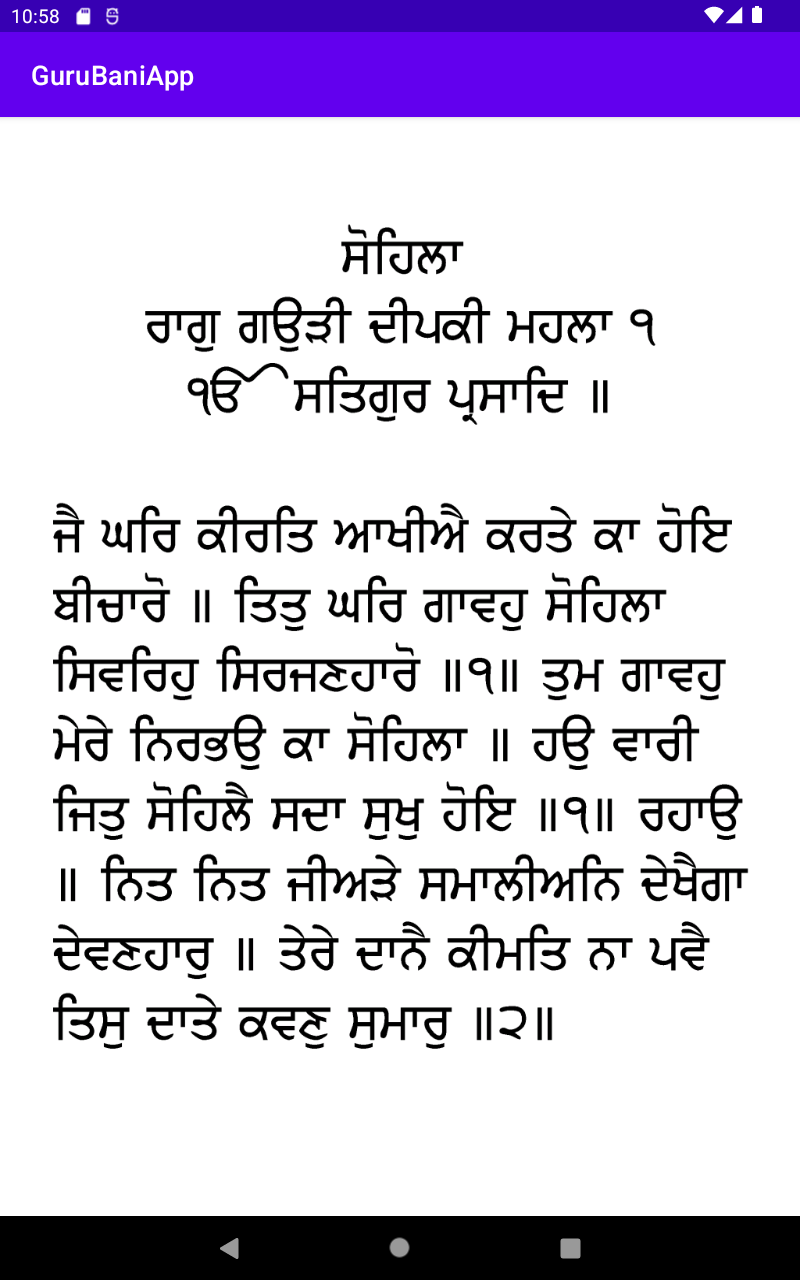 10:58
GuruBaniApp
ਸੋਹਿਲਾ
ਰਾਗੁ ਗਉੜੀ ਦੀਪਕੀ ਮਹਲਾ ੧
ੴ ਸਤਿਗੁਰ ਪ੍ਰਸਾਦਿ ॥
ਜੈ ਘਰਿ ਕੀਰਤਿ ਆਖੀਐ ਕਰਤੇ ਕਾ ਹੋਇ
ਬੀਚਾਰੋ ॥ ਤਿਤੁ ਘਰਿ ਗਾਵਹੁ ਸੋਹਿਲਾ
ਸਿਵਰਿਹੁ ਸਿਰਜਣਹਾਰੋ ॥੧॥ ਤੁਮ ਗਾਵਹੁ
ਮੇਰੇ ਨਿਰਭਉ ਕਾ ਸੋਹਿਲਾ ॥ ਹਉ ਵਾਰੀ
ਜਿਤੁ ਸੋਹਿਲੈ ਸਦਾ ਸੁਖੁ ਹੋਇ ॥੧॥ ਰਹਾਉ
॥ ਨਿਤ ਨਿਤ ਜੀਅੜੇ ਸਮਾਲੀਅਨਿ ਦੇਖੈਗਾ
ਦੇਵਣਹਾਰੁ ॥ ਤੇਰੇ ਦਾਨੈ ਕੀਮਤਿ ਨਾ ਪਵੈ
ਤਿਸੁ ਦਾਤੇ ਕਵਣੁ ਸੁਮਾਰੁ ॥੨॥